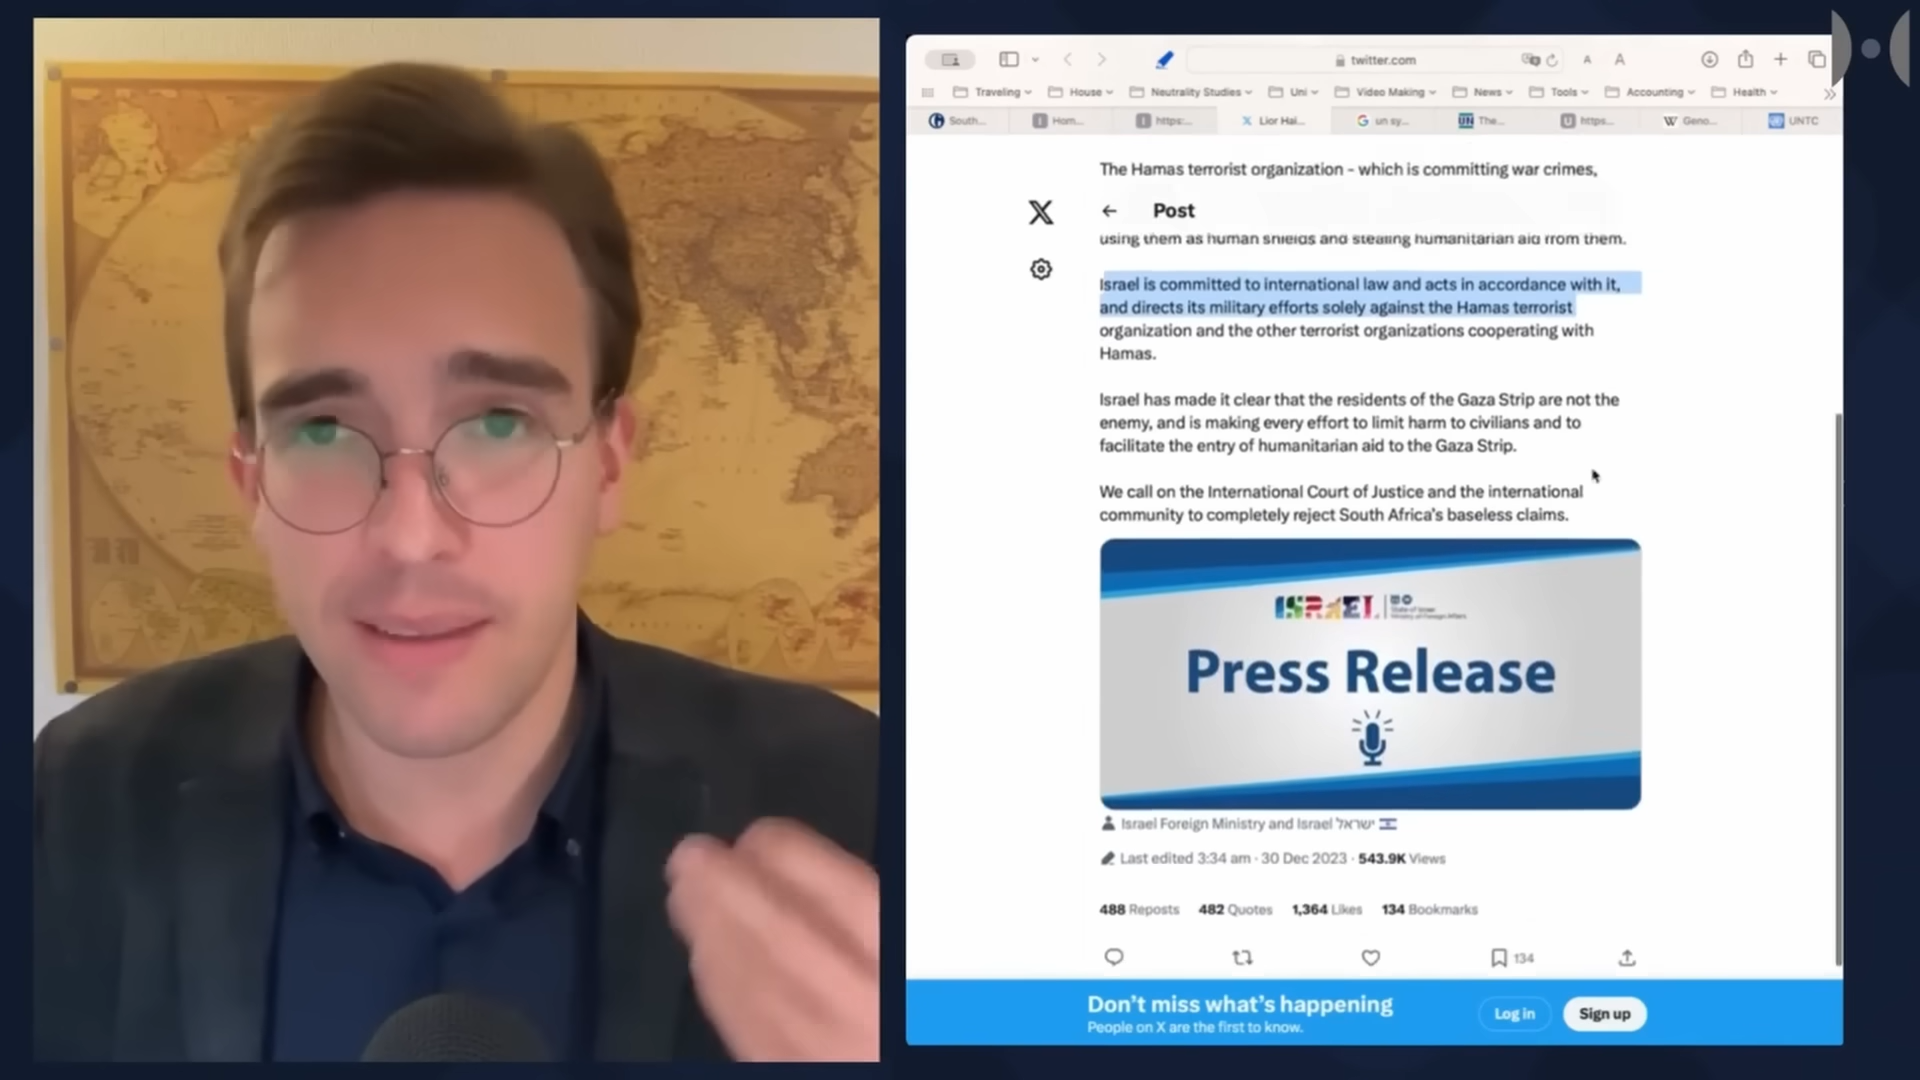 twitter.com
A A
Traveling House Neutrality Studies Uni Video Making News Tools Accounting Health
South... Ham... https:... Lior Hai... un sy... The... https... Geno... UNTC
The Hamas terrorist organization - which is committing war crimes,
Post
using them as human shields and stealing humanitarian aid from them.
Israel is committed to international law and acts in accordance with it,
and directs its military efforts solely against the Hamas terrorist
organization and the other terrorist organizations cooperating with
Hamas.
Israel has made it clear that the residents of the Gaza Strip are not the
enemy, and is making every effort to limit harm to civilians and to
facilitate the entry of humanitarian aid to the Gaza Strip.
We call on the International Court of Justice and the international
community to completely reject South Africa's baseless claims.
ISRAEL
Press Release
Israel Foreign Ministry and Israel ישראל
Last edited 3:34 am · 30 Dec 2023 · 543.9K Views
488 Reposts 482 Quotes 1,364 Likes 134 Bookmarks
134
Don't miss what's happening
People on X are the first to know.
Log in
Sign up